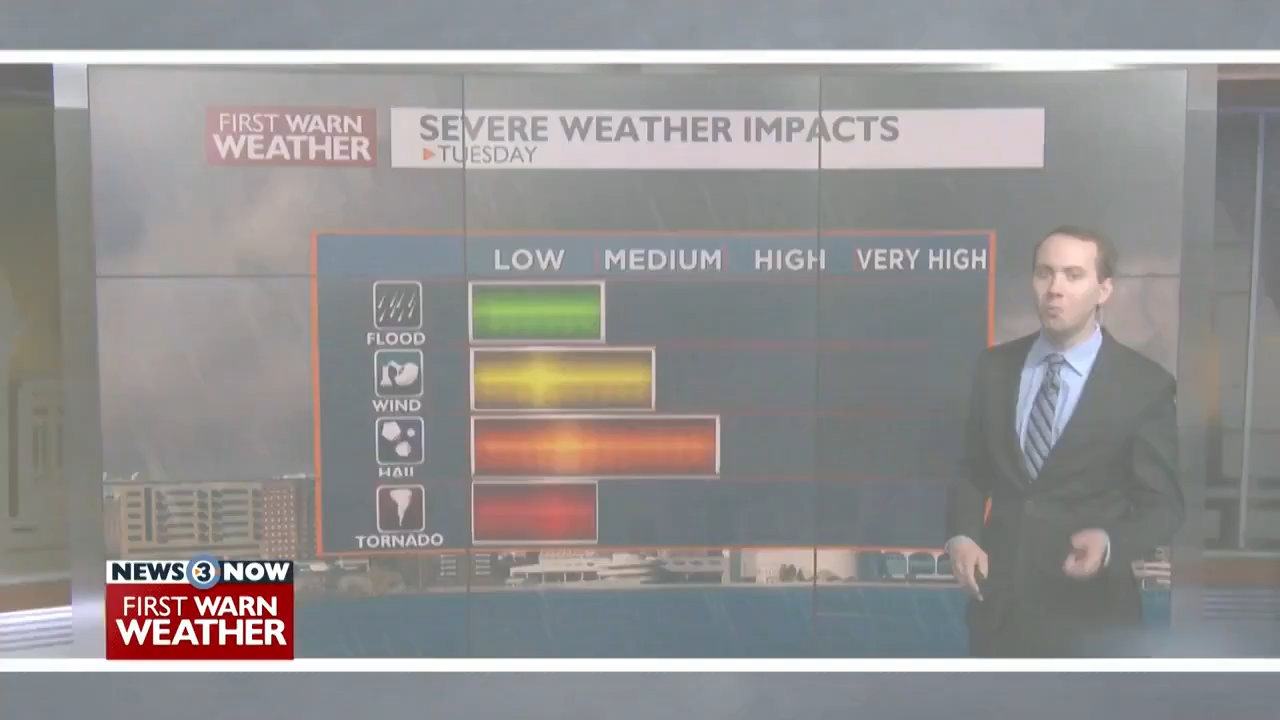 FIRST WARN
WEATHER
SEVERE WEATHER IMPACTS
TUESDAY
LOW MEDIUM HIGH VERY HIGH
FLOOD
WIND
HAIL
TORNADO
NEWS 3 NOW
FIRST WARN
WEATHER